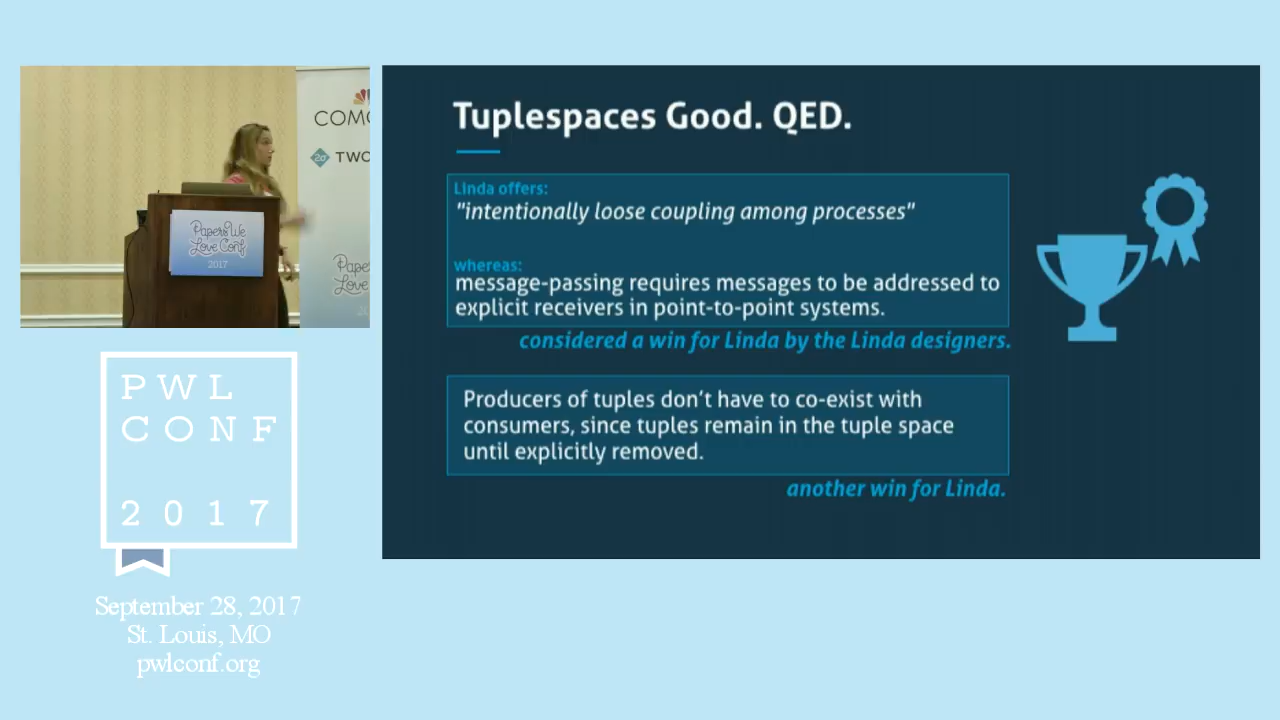 COMC
TWO
Papers We
Love Conf
2017
Pape
Love
PWL
CONF
2017
September 28, 2017
St. Louis, MO
pwlconf.org
Tuplespaces Good. QED.
Linda offers:
"intentionally loose coupling among processes"
whereas:
message-passing requires messages to be addressed to
explicit receivers in point-to-point systems.
considered a win for Linda by the Linda designers.
Producers of tuples don't have to co-exist with
consumers, since tuples remain in the tuple space
until explicitly removed.
another win for Linda.